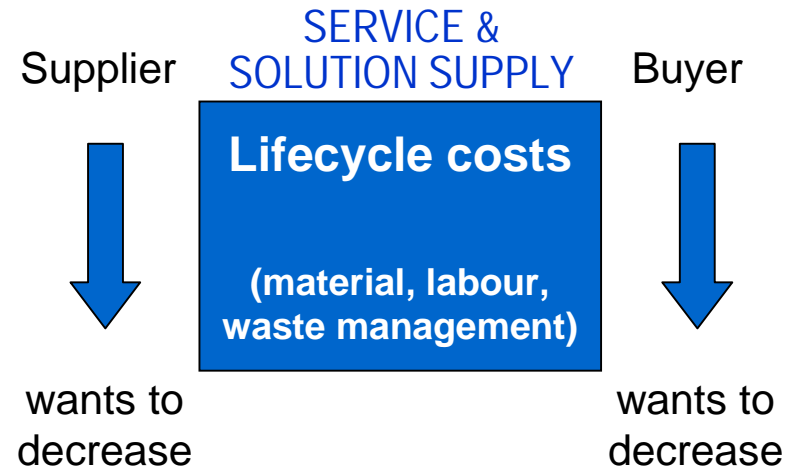 SERVICE &
SOLUTION SUPPLY
Supplier
Buyer
Lifecycle costs
(material, labour,
waste management)
wants to
decrease
wants to
decrease